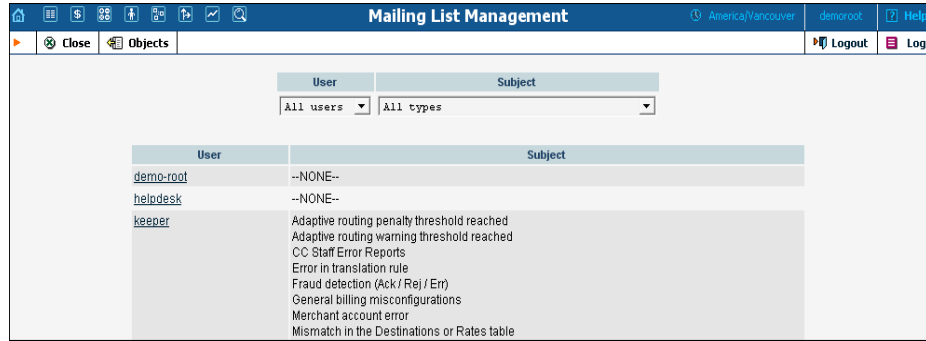 Mailing List Management America/Vancouver demoroot Help
Close Objects Logout Log
User Subject
All users All types
User Subject
demo-root --NONE--
helpdesk --NONE--
keeper Adaptive routing penalty threshold reached
Adaptive routing warning threshold reached
CC Staff Error Reports
Error in translation rule
Fraud detection (Ack / Rej / Err)
General billing misconfigurations
Merchant account error
Mismatch in the Destinations or Rates table